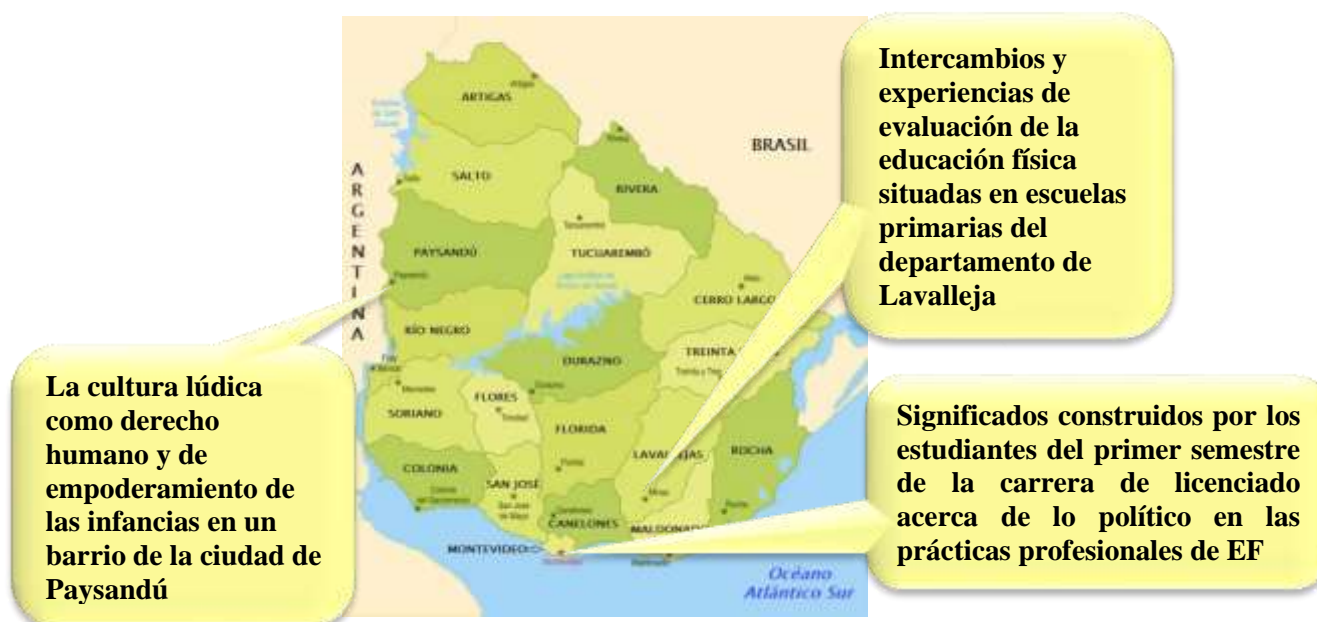 Intercambios y
experiencias de
evaluación de la
educación física
situadas en escuelas
primarias del
departamento de
Lavalleja
La cultura lúdica
como derecho
humano y de
empoderamiento de
las infancias en un
barrio de la ciudad de
Paysandú
Significados construidos por los
estudiantes del primer semestre
de la carrera de licenciado
acerca de lo político en las
prácticas profesionales de EF
ARTIGAS
BRASIL
ARGENTINA
SALTO
RIVERA
PAYSANDÚ
TUCUAREMBÓ
CERRO LARGO
RÍO NEGRO
DURAZNO
TREINTA
SORIANO
FLORES
FLORIDA
LAVALLEJAS
ROCHA
COLONIA
SAN JOSÉ
CANELONES
MALDONADO
MONTEVIDEO
Océano
Atlántico Sur